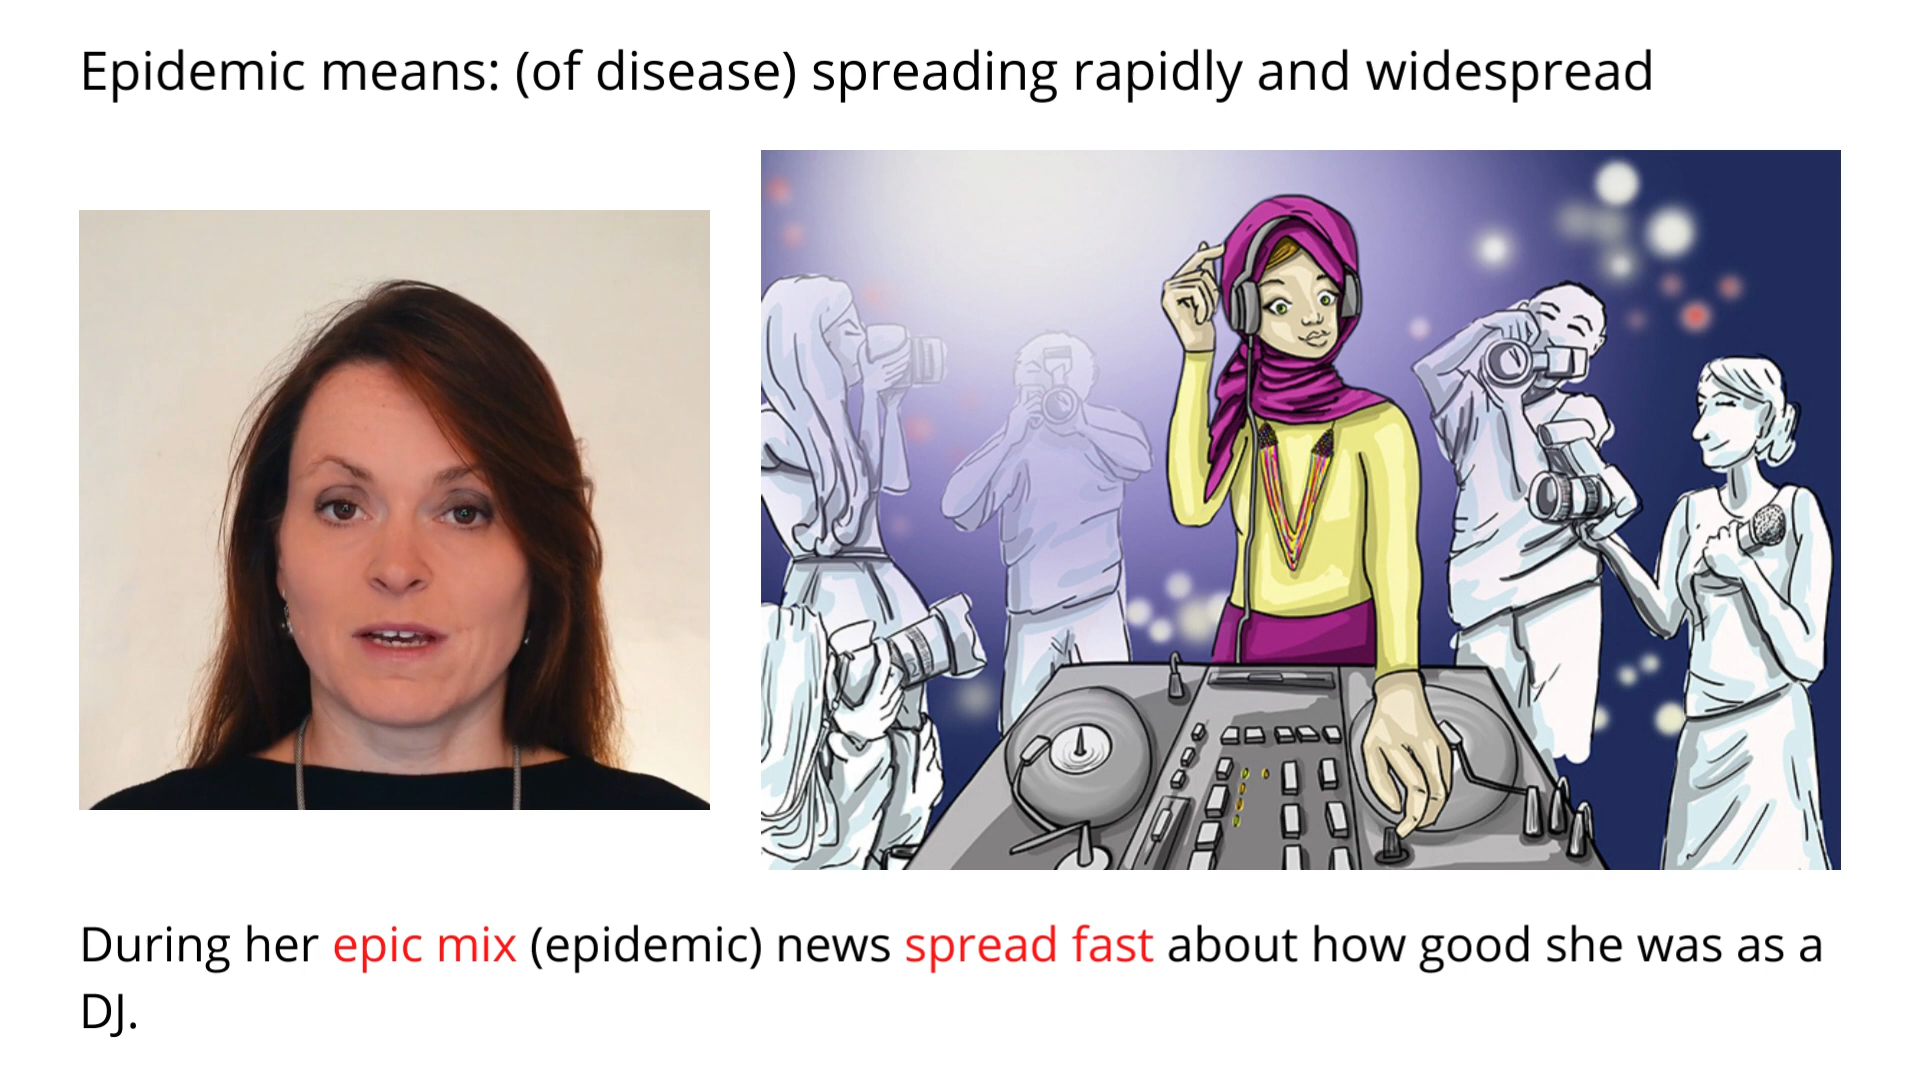 Epidemic means: (of disease) spreading rapidly and widespread
During her epic mix (epidemic) news spread fast about how good she was as a
DJ.